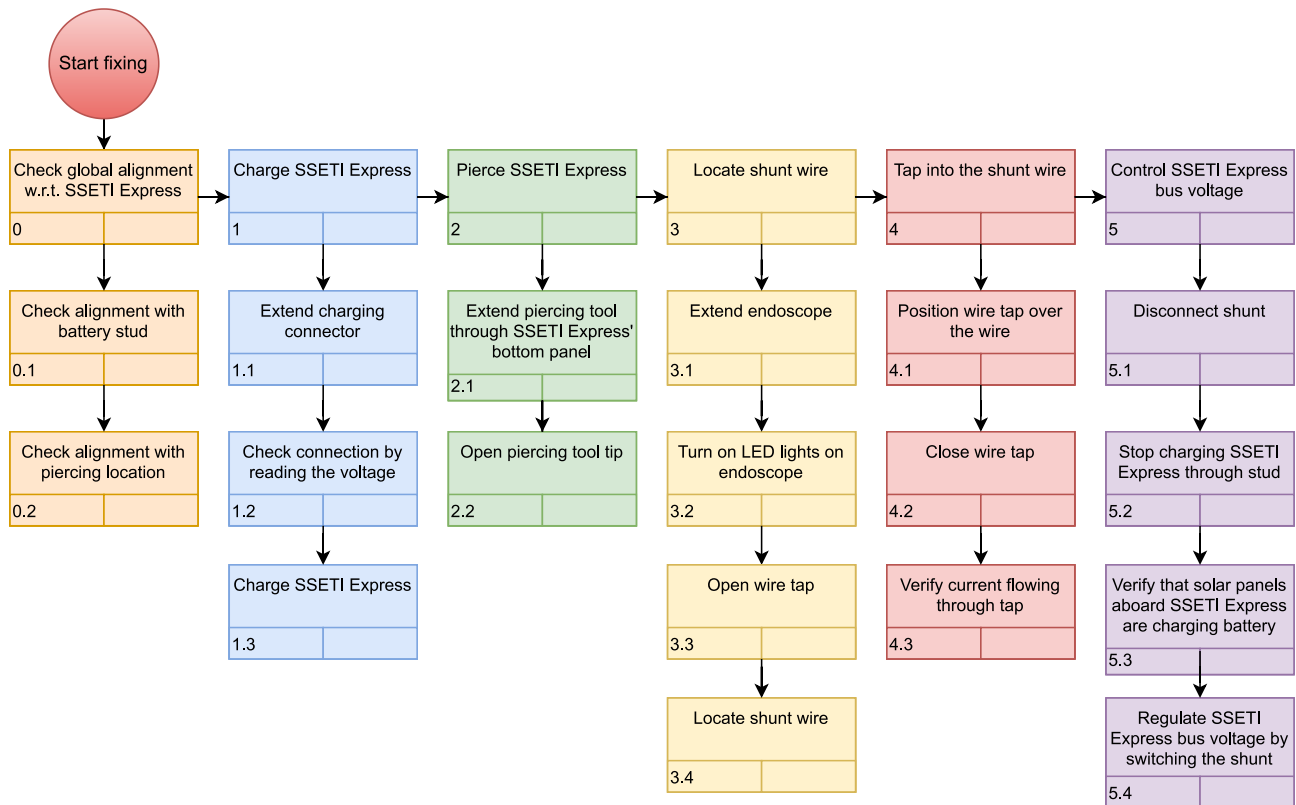 Start fixing
Check global alignment
w.r.t. SSETI Express
0
Charge SSETI Express
1
Pierce SSETI Express
2
Locate shunt wire
3
Tap into the shunt wire
4
Control SSETI Express
bus voltage
5
Check alignment with
battery stud
0.1
Extend charging
connector
1.1
Extend piercing tool
through SSETI Express'
bottom panel
2.1
Extend endoscope
3.1
Position wire tap over
the wire
4.1
Disconnect shunt
5.1
Check alignment with
piercing location
0.2
Check connection by
reading the voltage
1.2
Open piercing tool tip
2.2
Turn on LED lights on
endoscope
3.2
Close wire tap
4.2
Stop charging SSETI
Express through stud
5.2
Charge SSETI Express
1.3
Open wire tap
3.3
Verify current flowing
through tap
4.3
Verify that solar panels
aboard SSETI Express
are charging battery
5.3
Locate shunt wire
3.4
Regulate SSETI
Express bus voltage by
switching the shunt
5.4